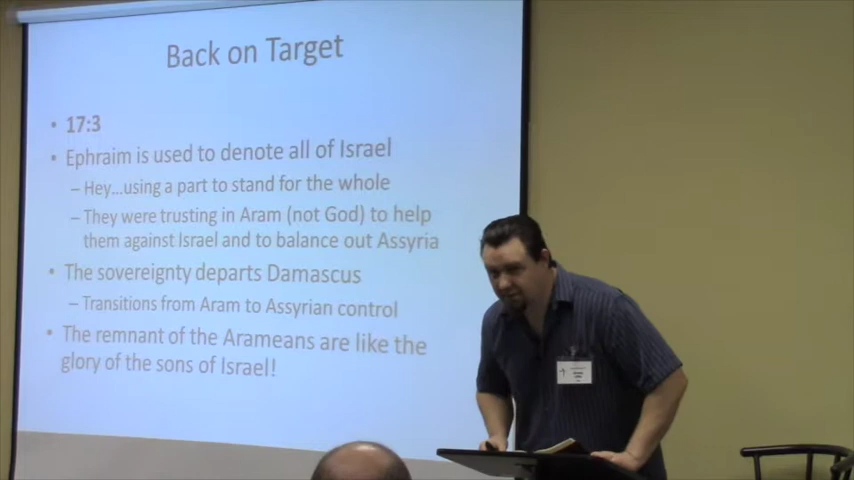 Back on Target
• 17:3
• Ephraim is used to denote all of Israel
– Hey...using a part to stand for the whole
– They were trusting in Aram (not God) to help
them against Israel and to balance out Assyria
• The sovereignty departs Damascus
– Transitions from Aram to Assyrian control
• The remnant of the Arameans are like the
glory of the sons of Israel!